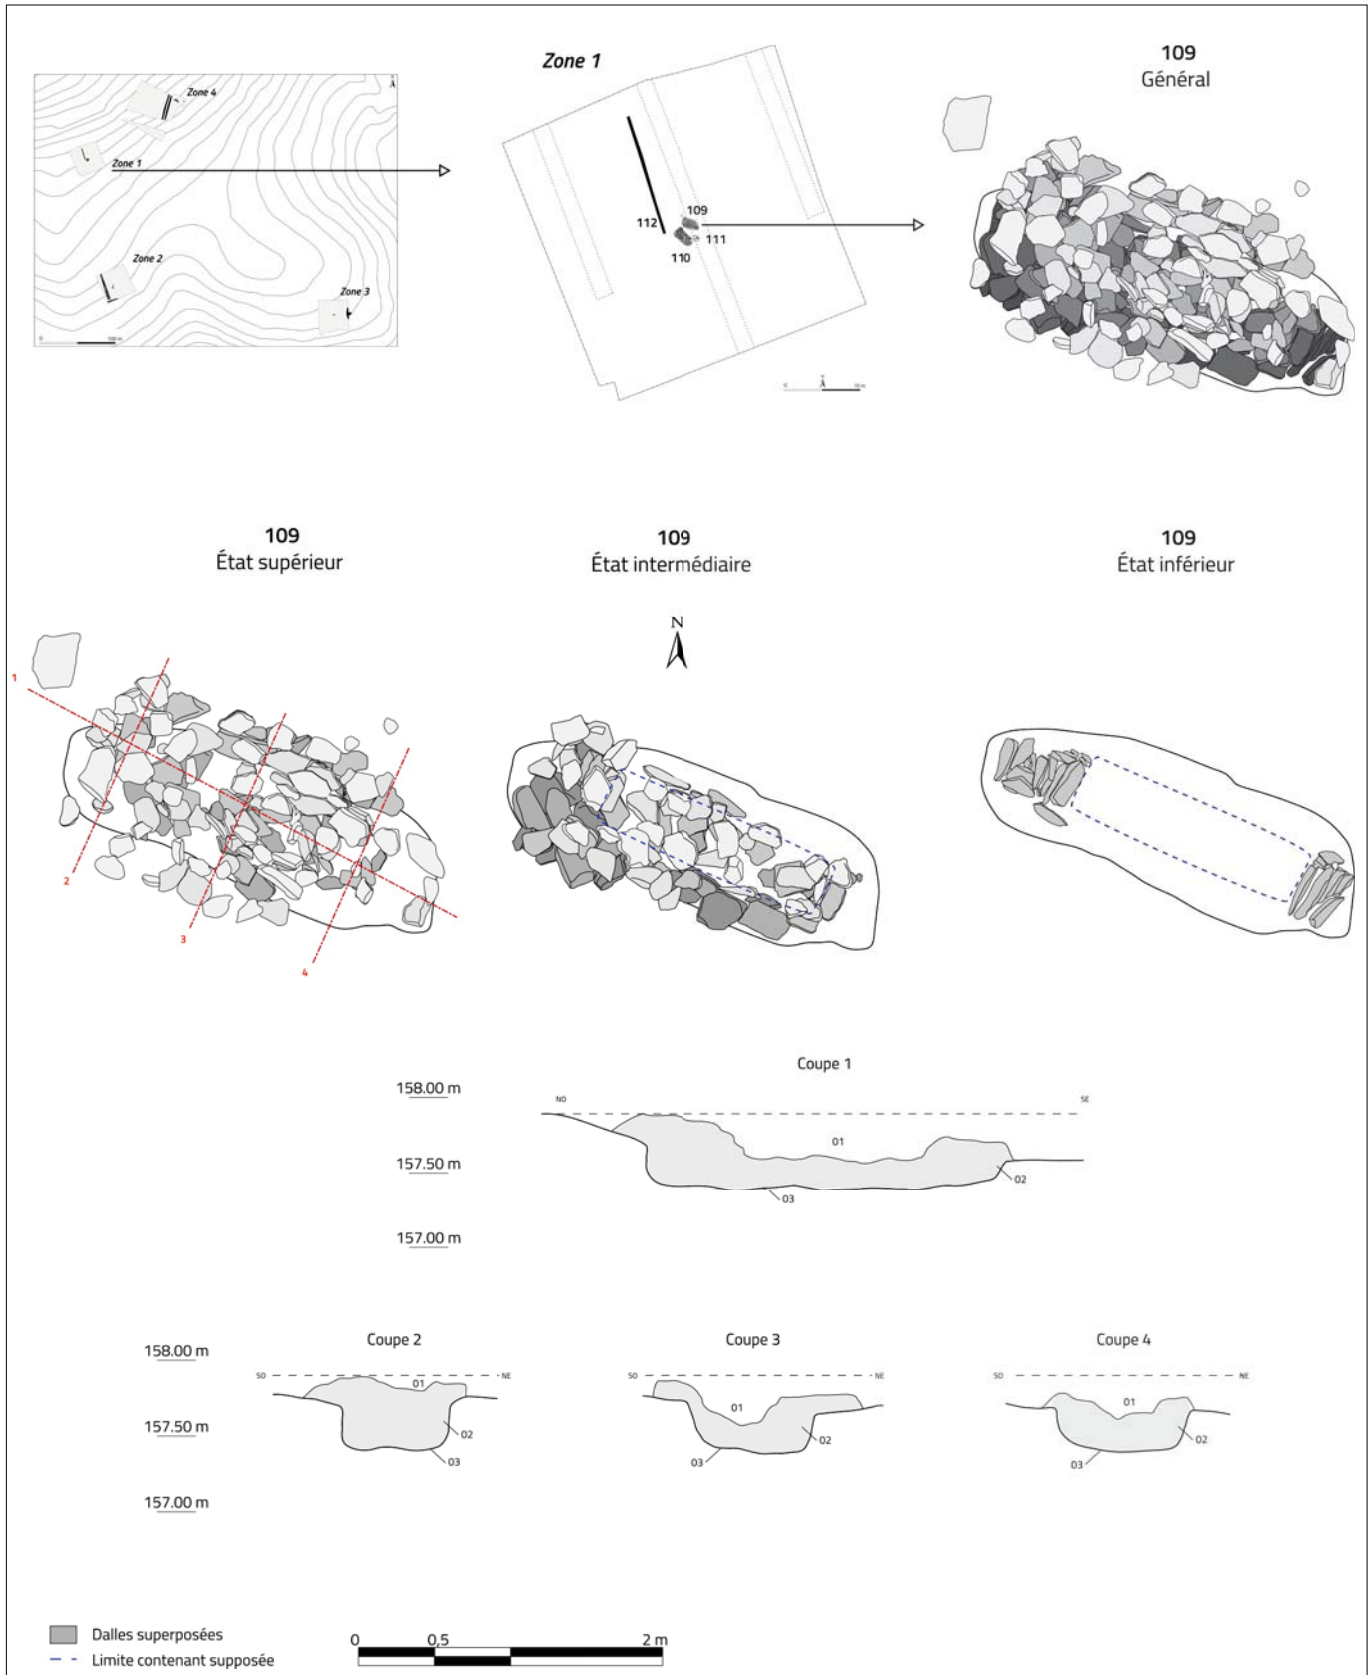 Zone 4
Zone 1
Zone 2
Zone 3
0
100 m
Zone 1
109
112
111
110
0
N
10 m
109
Général
109
État supérieur
109
État intermédiaire
109
État inférieur
N
1
2
3
4
Coupe 1
158.00 m
NO
SE
01
157.50 m
02
03
157.00 m
Coupe 2
Coupe 3
Coupe 4
158.00 m
SO
NE
SO
NE
SO
NE
01
01
01
157.50 m
02
02
02
03
03
03
157.00 m
Dalles superposées
Limite contenant supposée
0
0,5
2 m